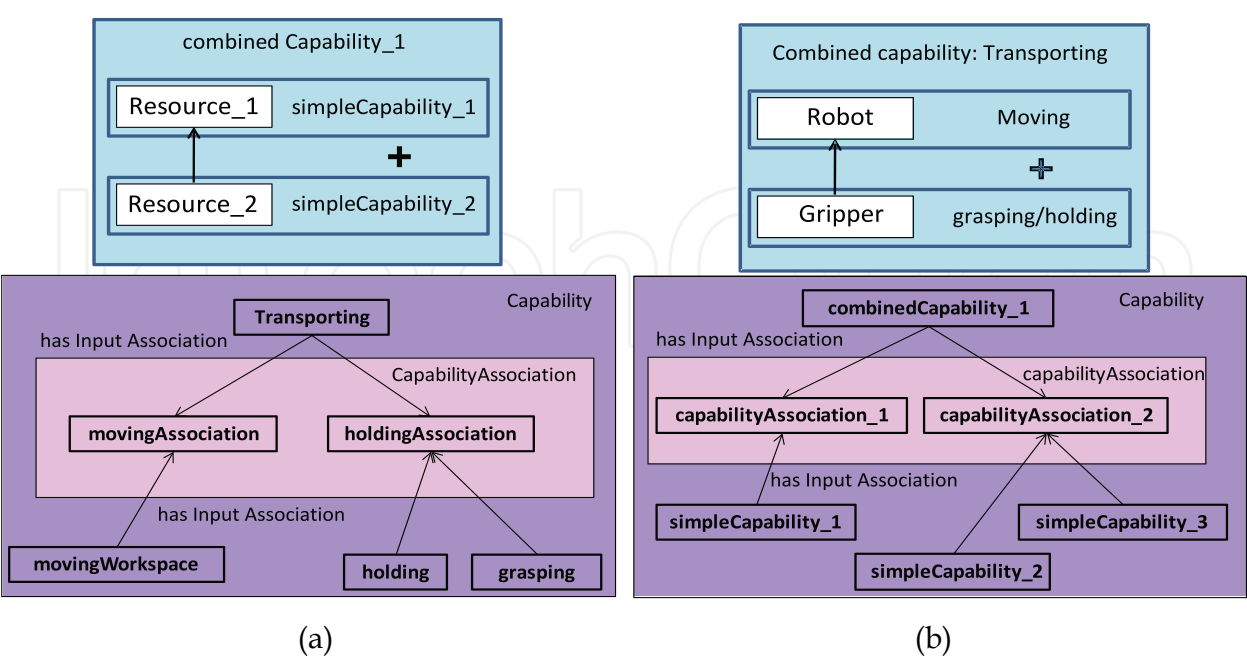 combined Capability_1
Resource_1 simpleCapability_1
+
Resource_2 simpleCapability_2
Capability
Transporting
has Input Association
CapabilityAssociation
movingAssociation holdingAssociation
has Input Association
movingWorkspace
holding grasping
(a)
Combined capability: Transporting
Robot Moving
+
Gripper grasping/holding
Capability
combinedCapability_1
has Input Association
capabilityAssociation
capabilityAssociation_1 capabilityAssociation_2
has Input Association
simpleCapability_1 simpleCapability_3
simpleCapability_2
(b)